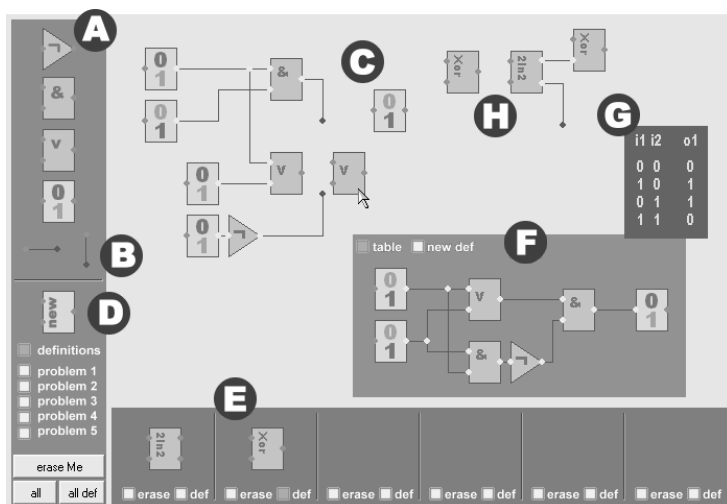 A
¬
&
v
0
1
B
new
D
definitions
problem 1
problem 2
problem 3
problem 4
problem 5
erase Me
all
all def
0
1
0
1
&
C
0
1
0
1
v
v
0
1
¬
Xor
2In2
Xor
H
G
i1 i2 o1
0 0 0
1 0 1
0 1 1
1 1 0
table
new def
F
0
1
v
&
0
1
0
1
&
¬
E
2In2
Xor
erase def
erase def
erase def
erase def
erase def
erase def